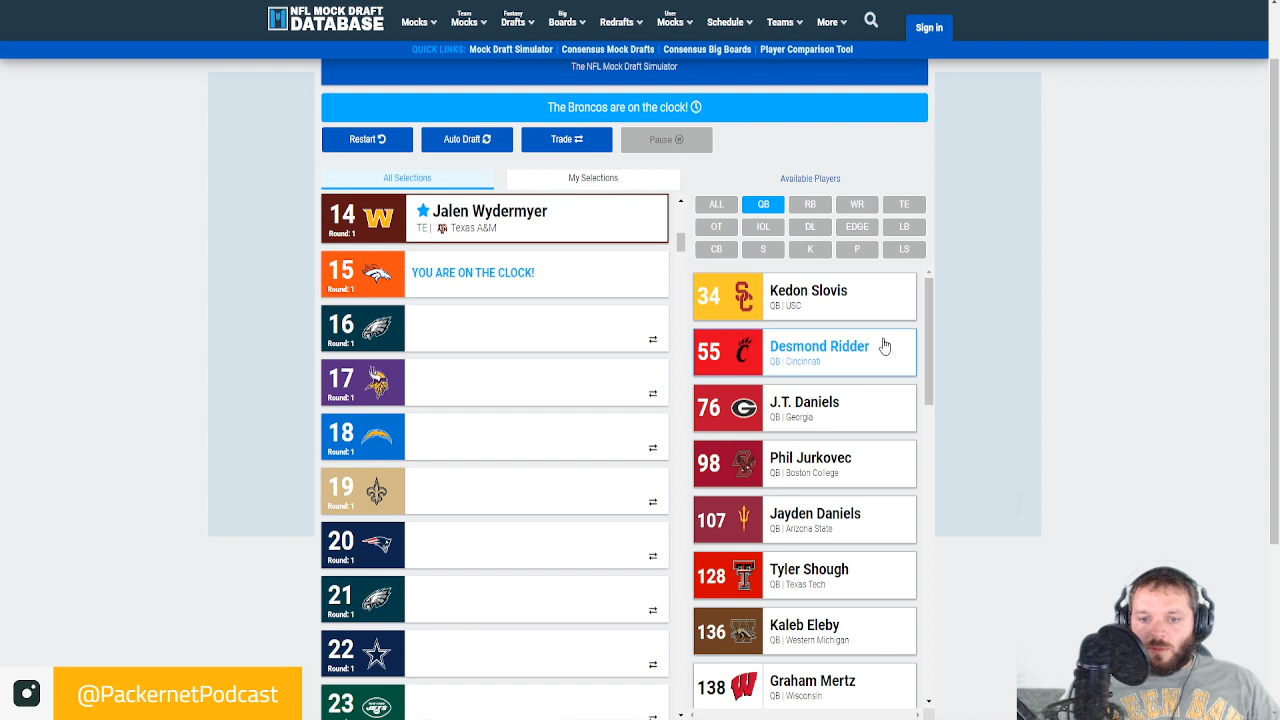 NFL MOCK DRAFT
DATABASE
Mocks
Team
Mocks
Fantasy
Drafts
Big
Boards
Redrafts
User
Mocks
Schedule
Teams
More
Sign in
QUICK LINKS: Mock Draft Simulator Consensus Mock Drafts Consensus Big Boards Player Comparison Tool
The NFL Mock Draft Simulator
The Broncos are on the clock!
Restart Auto Draft Trade Pause
All Selections My Selections
Available Players
ALL QB RB WR TE
OT IOL DL EDGE LB
CB S K P LS
14 W Jalen Wydermyer
Round: 1 TE | Texas A&M
15 YOU ARE ON THE CLOCK!
Round: 1
16
Round: 1
17
Round: 1
18
Round: 1
19
Round: 1
20
Round: 1
21
Round: 1
22
Round: 1
23 JETS
34 SC Kedon Slovis
QB | USC
55 C Desmond Ridder
QB | Cincinnati
76 G J.T. Daniels
QB | Georgia
98 BC Phil Jurkovec
QB | Boston College
107 Jayden Daniels
QB | Arizona State
128 T Tyler Shough
QB | Texas Tech
136 W Kaleb Eleby
QB | Western Michigan
138 W Graham Mertz
QB | Wisconsin
@PackernetPodcast
GREEN BAY